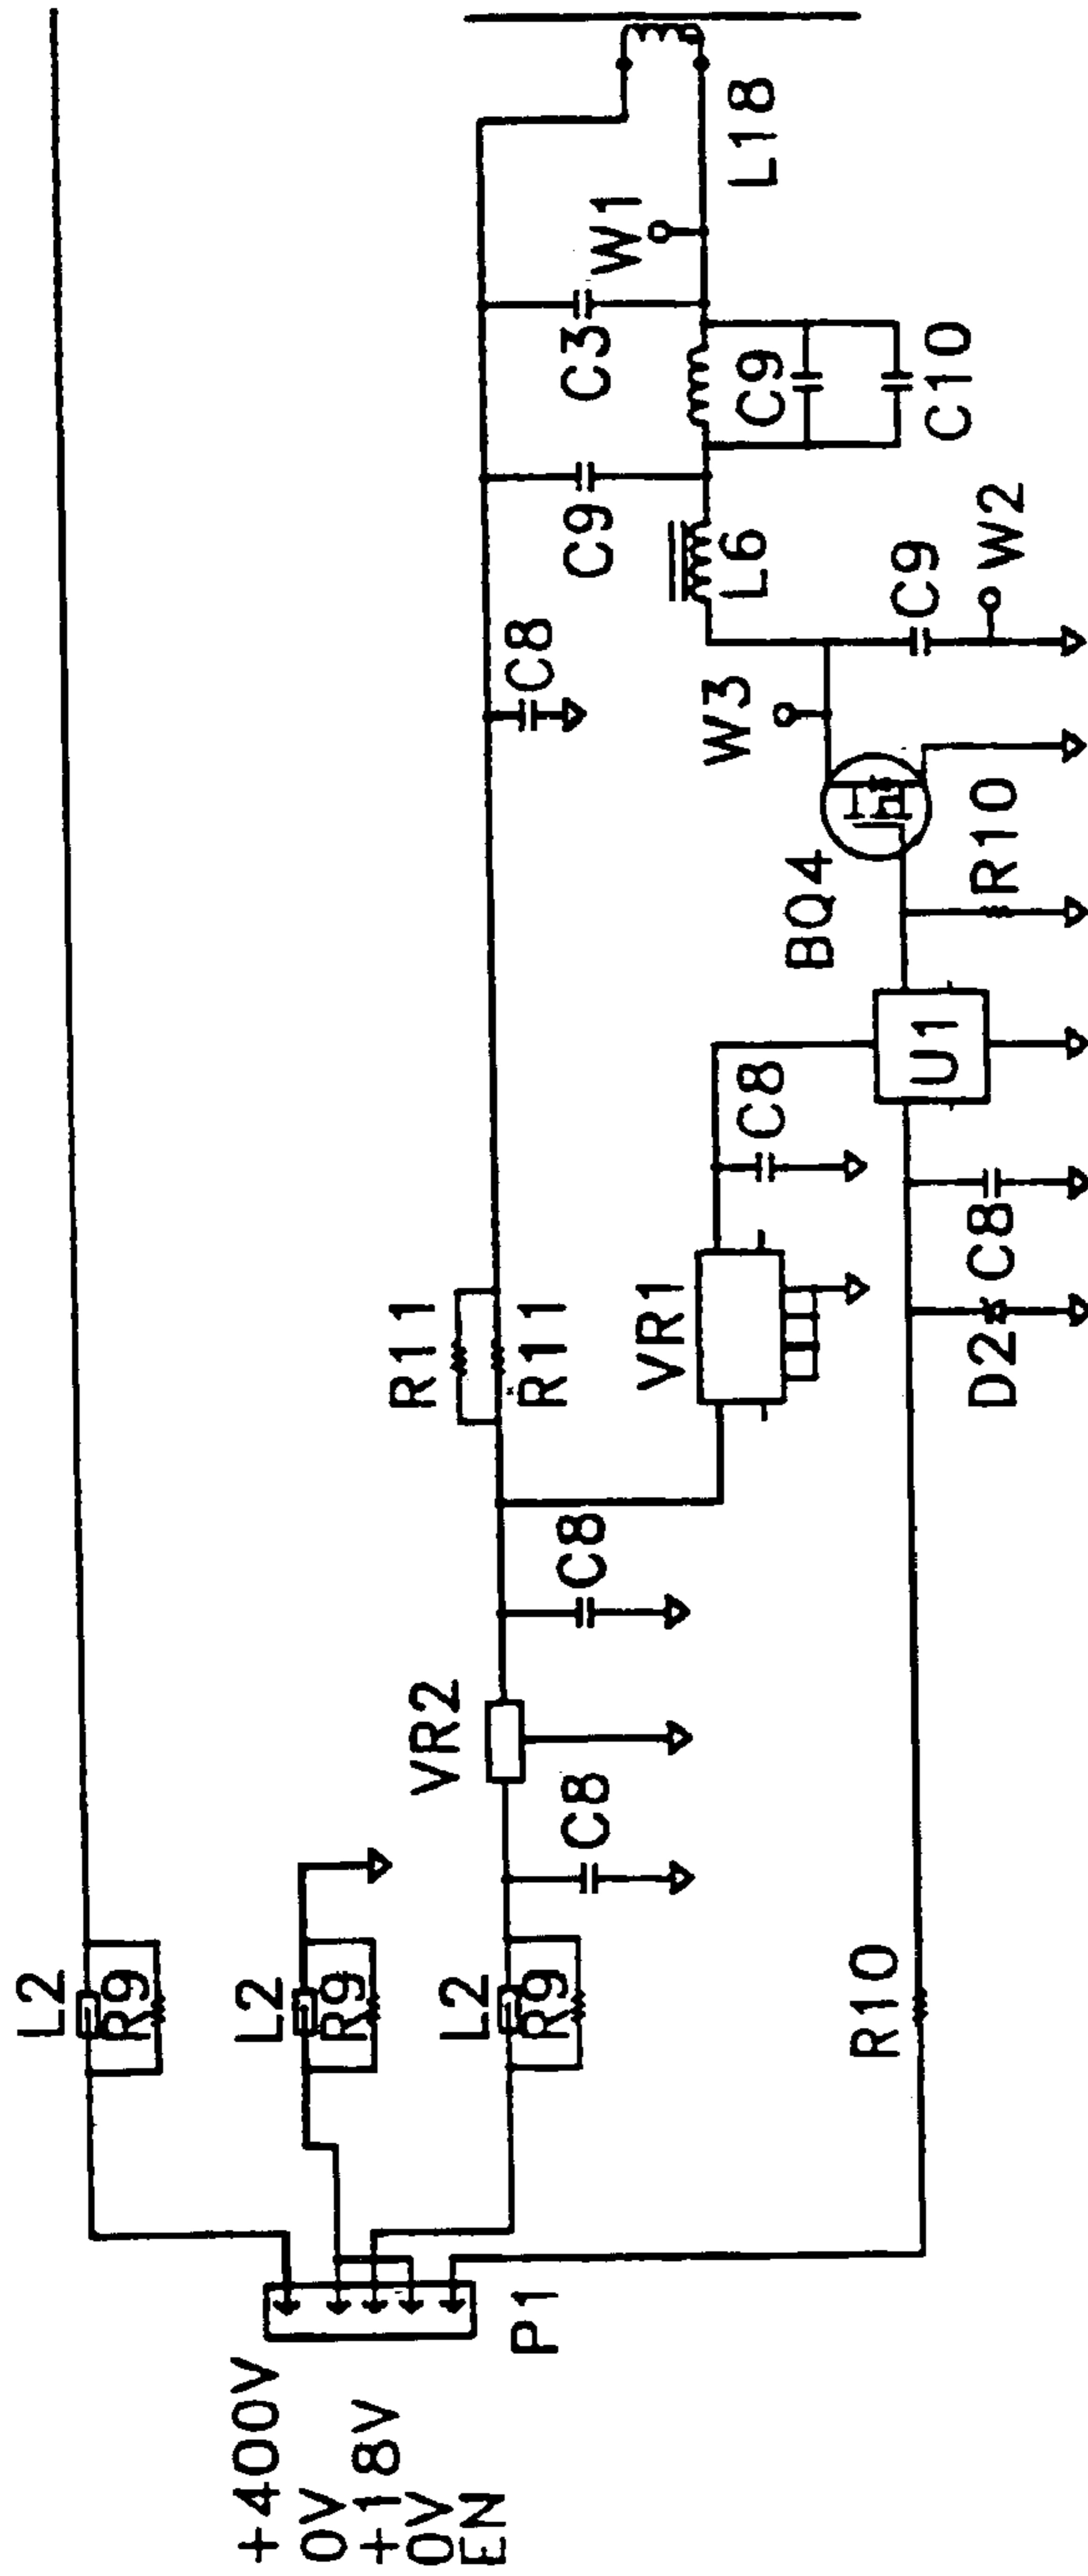 +400V
0V
+18V
0V
EN
P1
L2
R9
L2
R9
L2
R9
R10
C8
VR2
C8
R11
R11
VR1
D2
C8
C8
U1
R10
BQ4
W3
C8
L6
C9
W2
C9
C3
C9
C10
W1
L18